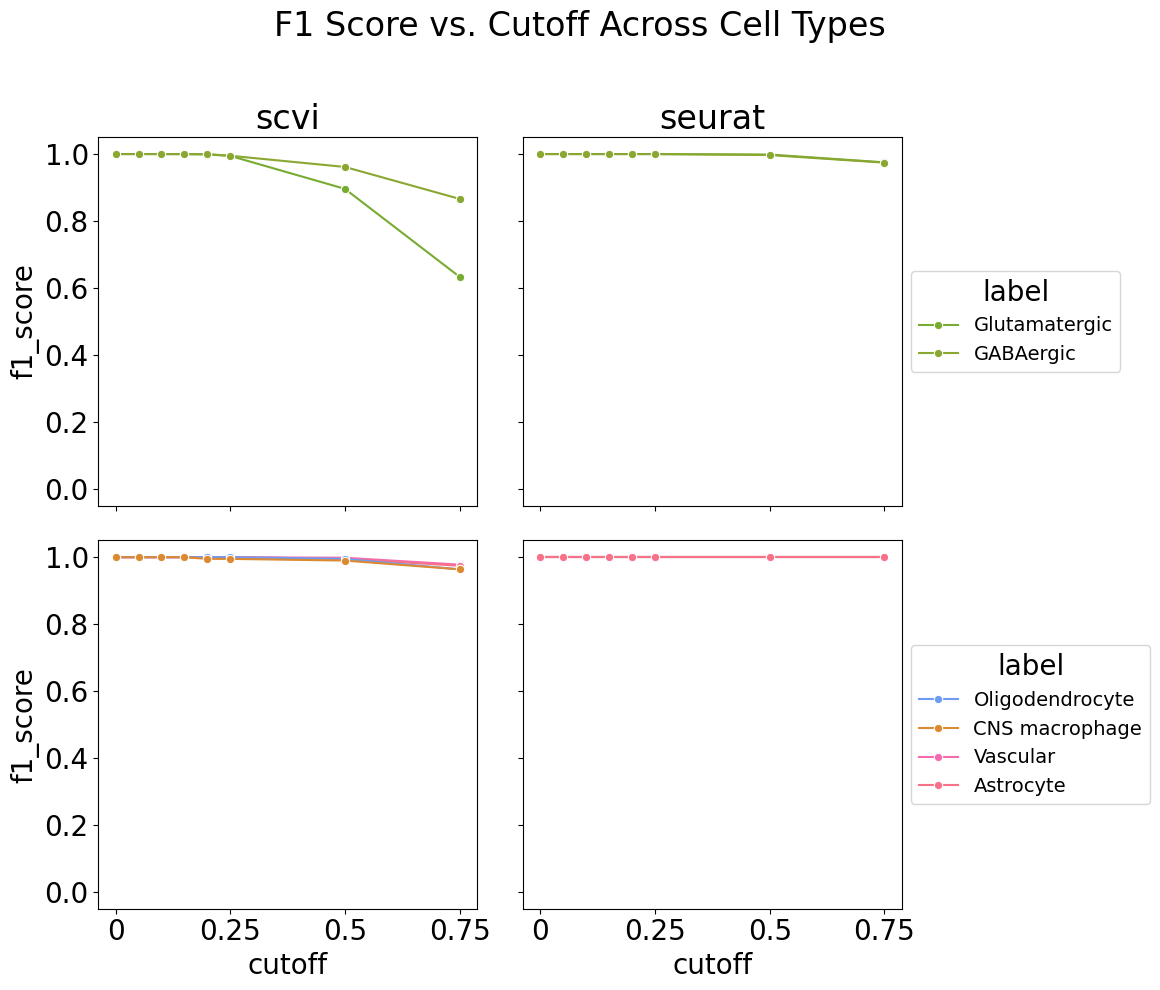 F1 Score vs. Cutoff Across Cell Types
scvi
seurat
1.0
0.8
0.6
0.4
0.2
0.0
f1_score
label
Glutamatergic
GABAergic
1.0
0.8
0.6
0.4
0.2
0.0
f1_score
label
Oligodendrocyte
CNS macrophage
Vascular
Astrocyte
0 0.25 0.5 0.75
0 0.25 0.5 0.75
cutoff
cutoff